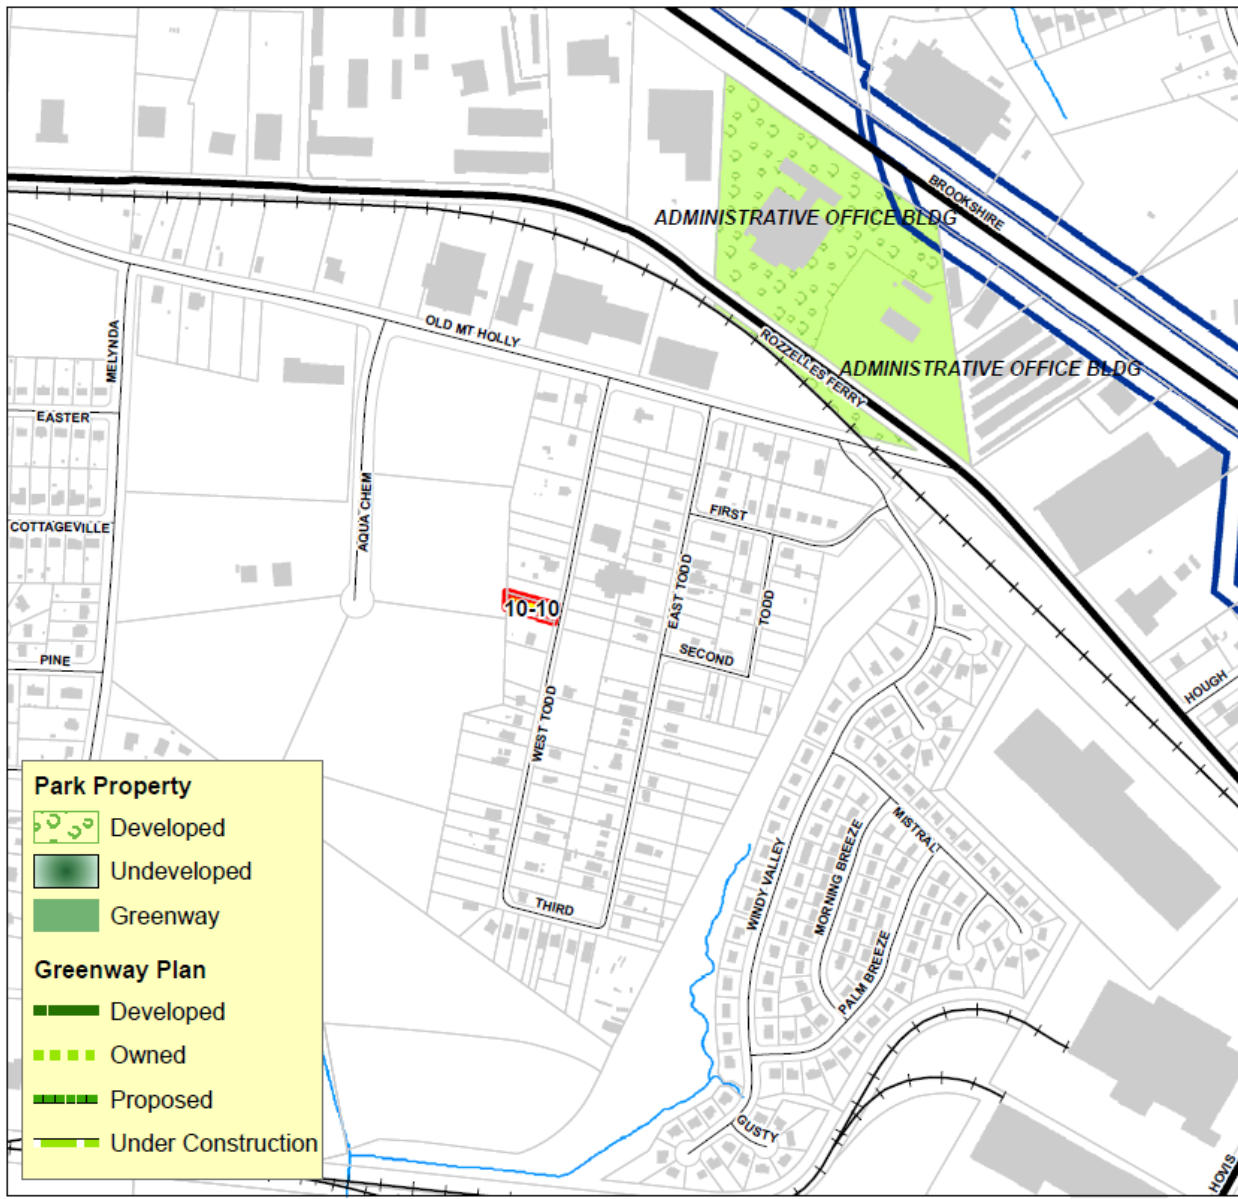 BROOKSHIRE
ADMINISTRATIVE OFFICE BLDG
OLD MT HOLLY
ROZZELLES FERRY
ADMINISTRATIVE OFFICE BLDG
MELYNDA
EASTER
COTTAGEVILLE
AQUA CHEM
FIRST
EAST TODD
TODD
10-10
SECOND
PINE
WEST TODD
HOUGH
MISTRAL
MORNING BREEZE
WINDY VALLEY
PALM BREEZE
THIRD
GUSTY
HOVIS
Park Property
Developed
Undeveloped
Greenway
Greenway Plan
Developed
Owned
Proposed
Under Construction